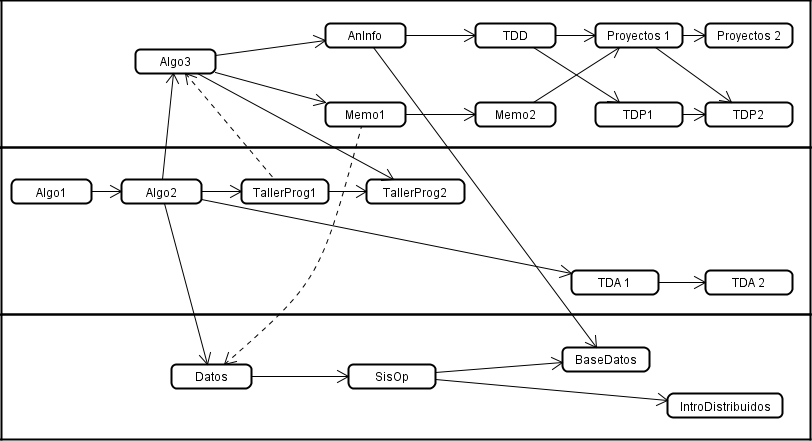 AnInfo
TDD
Proyectos 1
Proyectos 2
Algo3
Memo1
Memo2
TDP1
TDP2
Algo1
Algo2
TallerProg1
TallerProg2
TDA 1
TDA 2
BaseDatos
Datos
SisOp
IntroDistribuidos